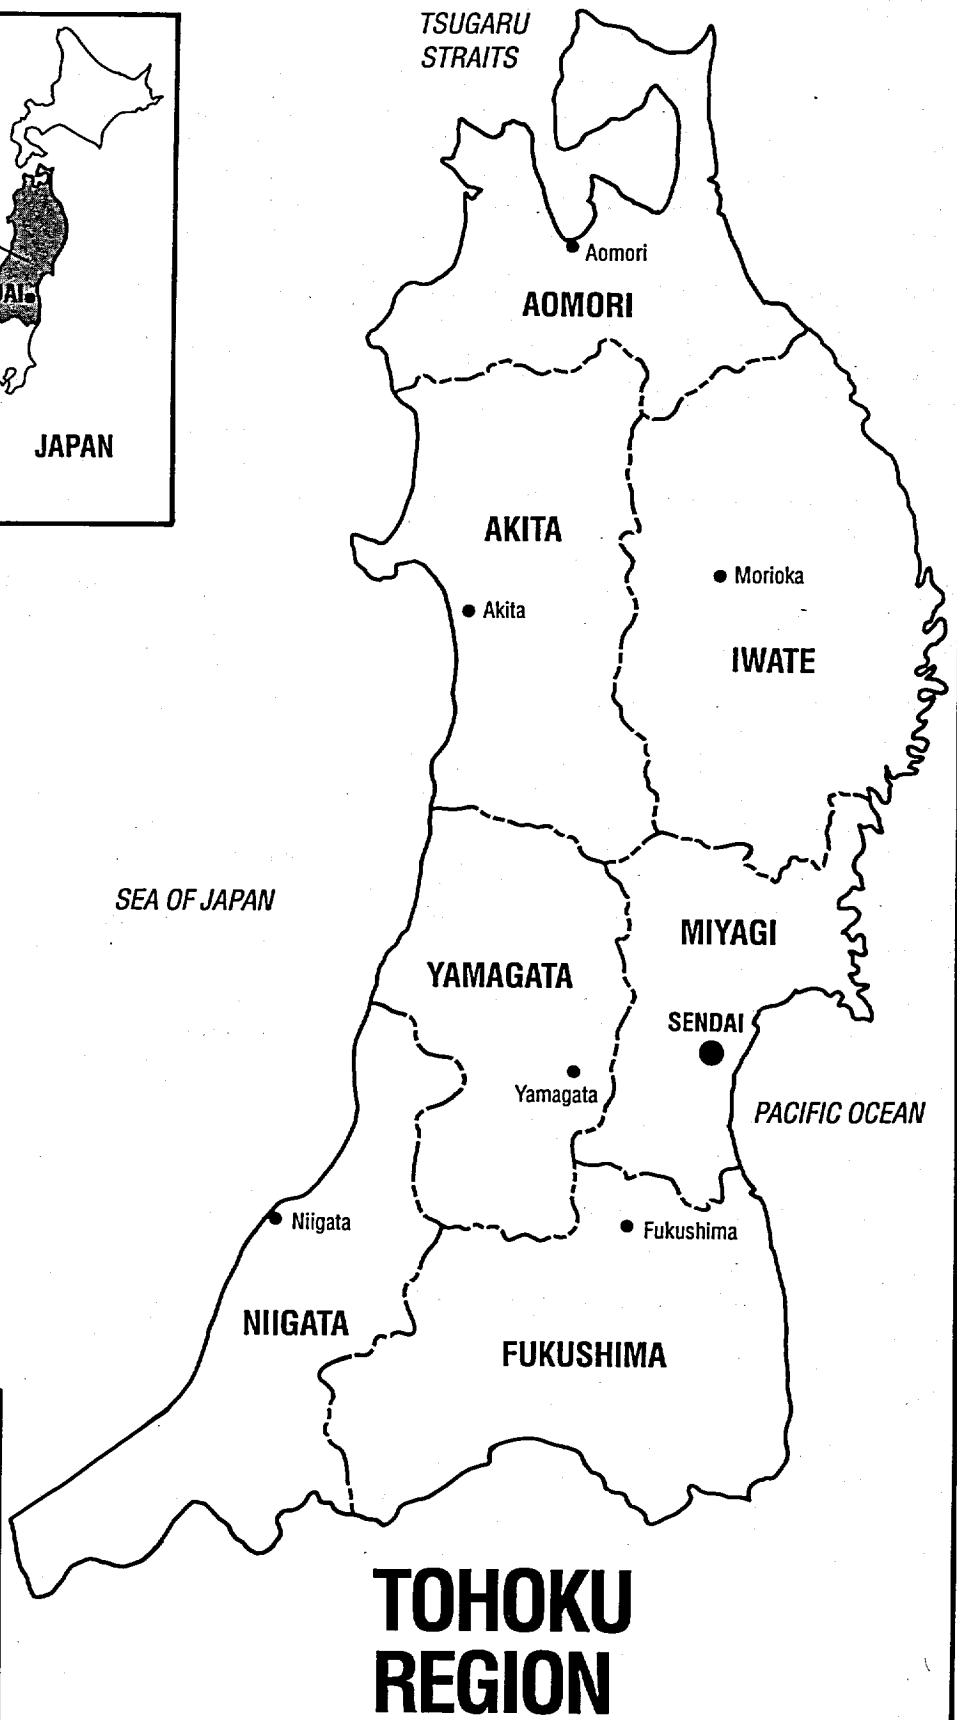 TSUGARU
STRAITS
JAPAN
Aomori
AOMORI
AKITA
Akita
Morioka
IWATE
SEA OF JAPAN
MIYAGI
YAMAGATA
SENDAI
Yamagata
PACIFIC OCEAN
Niigata
Fukushima
NIIGATA
FUKUSHIMA
TOHOKU
REGION